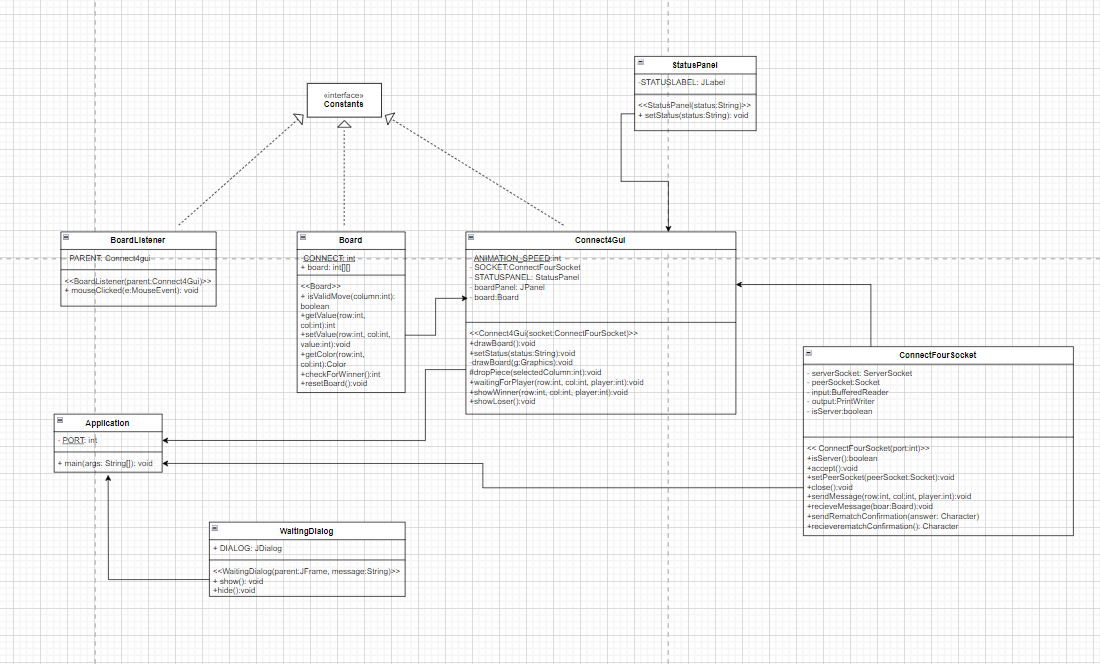 StatusPanel
-STATUSLABEL: JLabel
<<StatusPanel(status:String)>>
+ setStatus(status:String): void
«interface»
Constants
BoardListener
PARENT: Connect4gui
<<BoardListener(parent:Connect4Gui)>>
+ mouseClicked(e:MouseEvent): void
Board
CONNECT: int
+ board: int[][]
<<Board>>
+ isValidMove(column:int):
boolean
+getValue(row:int,
col:int):int
+setValue(row:int, col:int,
value:int):void
+getColor(row:int,
col:int):Color
+checkForWinner():int
+resetBoard():void
Connect4Gui
ANIMATION_SPEED:int
- SOCKET:ConnectFourSocket
- STATUSPANEL: StatusPanel
- boardPanel: JPanel
- board:Board
<<Connect4Gui(socket:ConnectFourSocket)>>
+drawBoard():void
+setStatus(status:String):void
-drawBoard(g:Graphics):void
#dropPiece(selectedColumn:int):void
+waitingForPlayer(row:int, col:int, player:int):void
+showWinner(row:int, col:int, player:int):void
+showLoser():void
ConnectFourSocket
- serverSocket: ServerSocket
- peerSocket:Socket
- input:BufferedReader
- output:PrintWriter
- isServer:boolean
<< ConnectFourSocket(port:int)>>
+isServer():boolean
+accept():void
+setPeerSocket(peerSocket:Socket):void
+close():void
+sendMessage(row:int, col:int, player:int):void
+recieveMessage(boar:Board):void
+sendRematchConfirmation(answer: Character)
+recieverematchConfirmation(): Character
Application
- PORT: int
+ main(args: String[]): void
WaitingDialog
+ DIALOG: JDialog
<<WaitingDialog(parent:JFrame, message:String)>>
+ show(): void
+hide():void